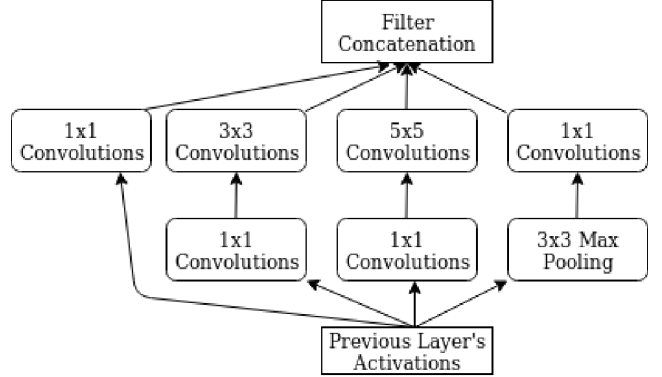 Filter
Concatenation
1x1
Convolutions
3x3
Convolutions
5x5
Convolutions
1x1
Convolutions
1x1
Convolutions
1x1
Convolutions
3x3 Max
Pooling
Previous Layer's
Activations